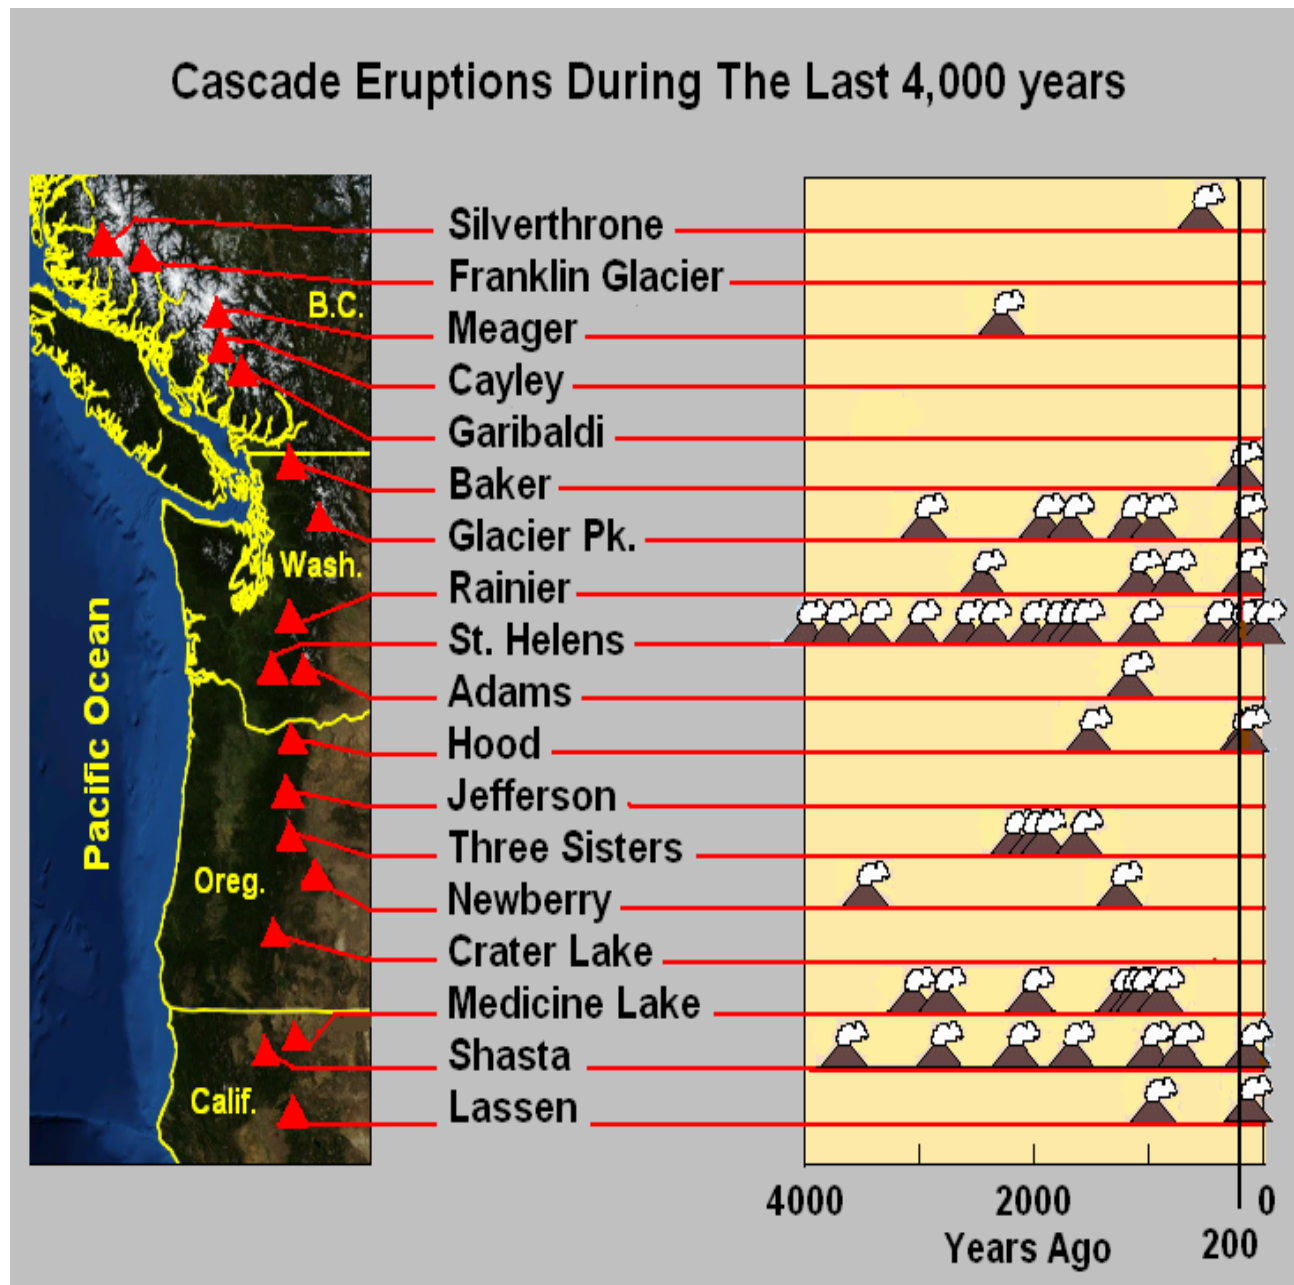 Cascade Eruptions During The Last 4,000 years
Silverthrone
Franklin Glacier
B.C.
Meager
Cayley
Garibaldi
Baker
Glacier Pk.
Wash.
Rainier
St. Helens
Adams
Pacific Ocean
Hood
Jefferson
Three Sisters
Oreg.
Newberry
Crater Lake
Medicine Lake
Shasta
Calif.
Lassen
4000 2000 0
Years Ago 200